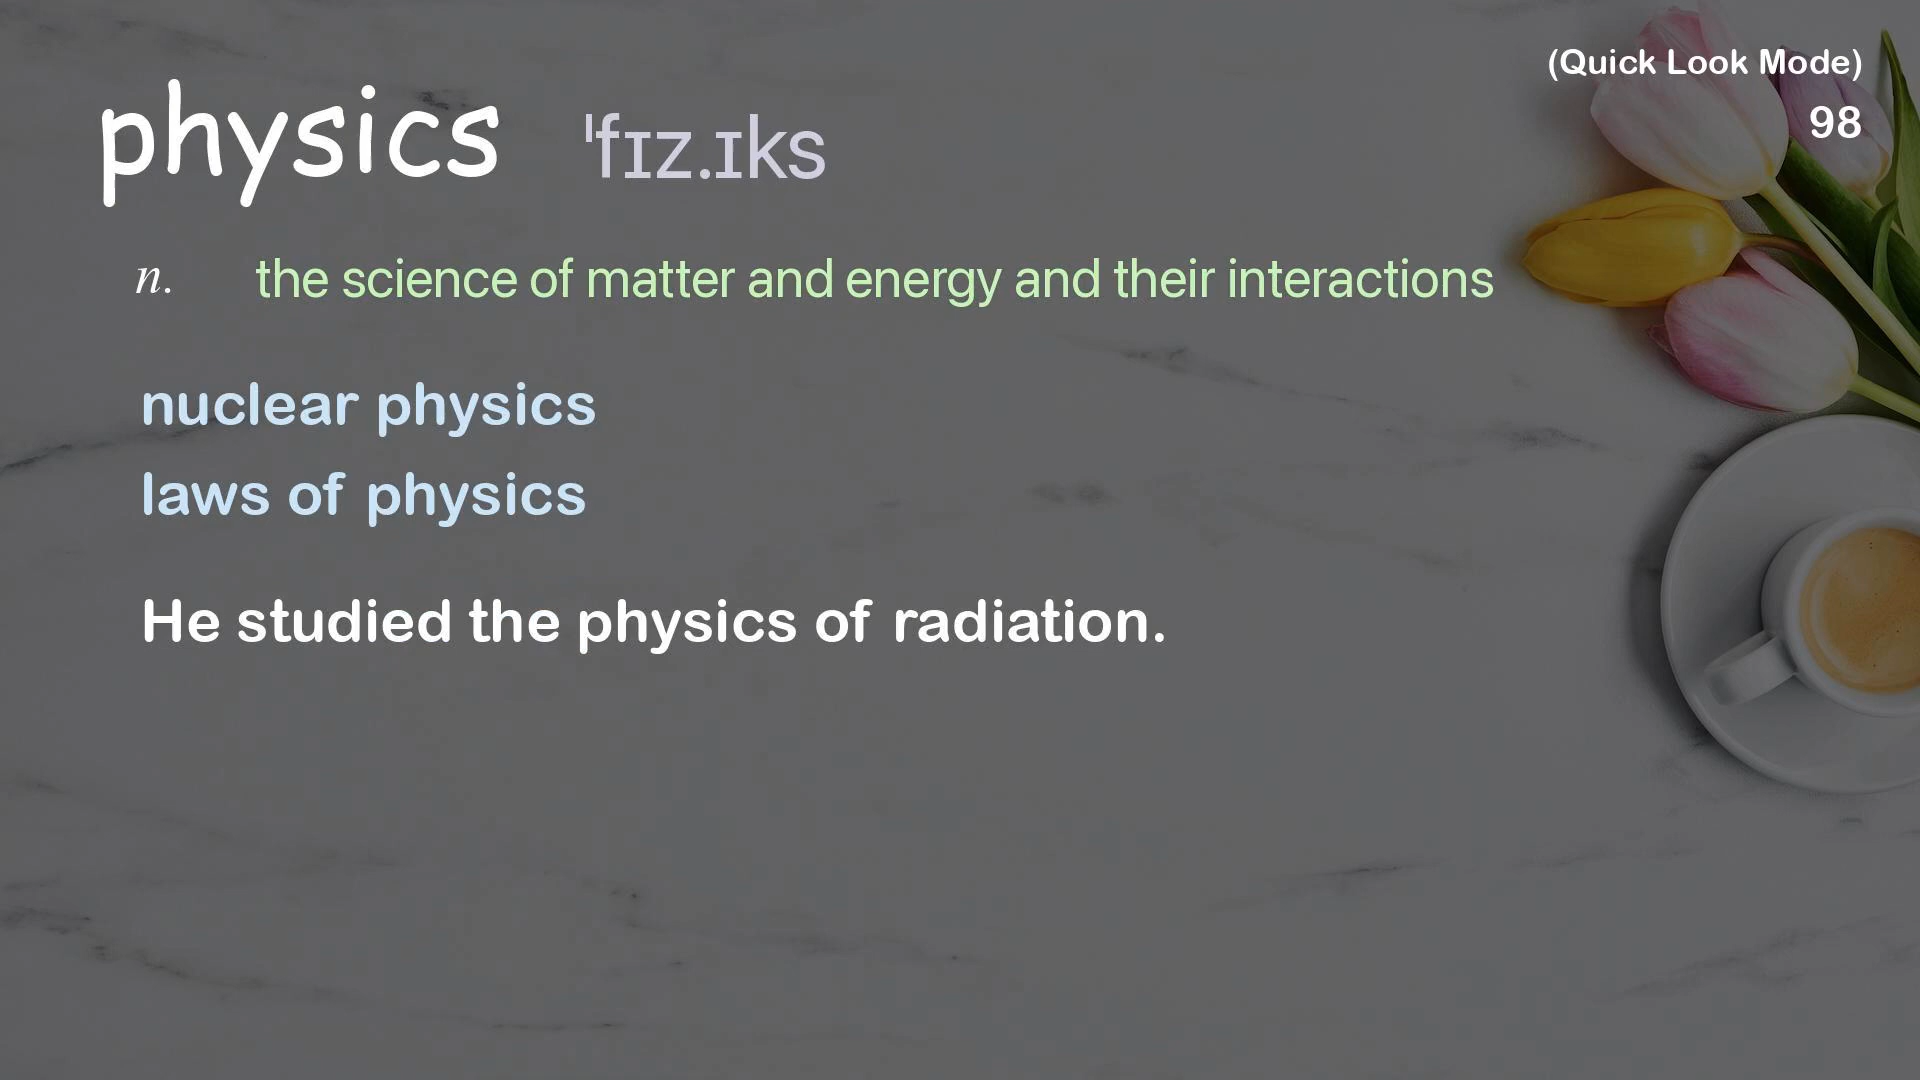 (Quick Look Mode)
98
physics ˈfɪz.ɪks
n. the science of matter and energy and their interactions
nuclear physics
laws of physics
He studied the physics of radiation.